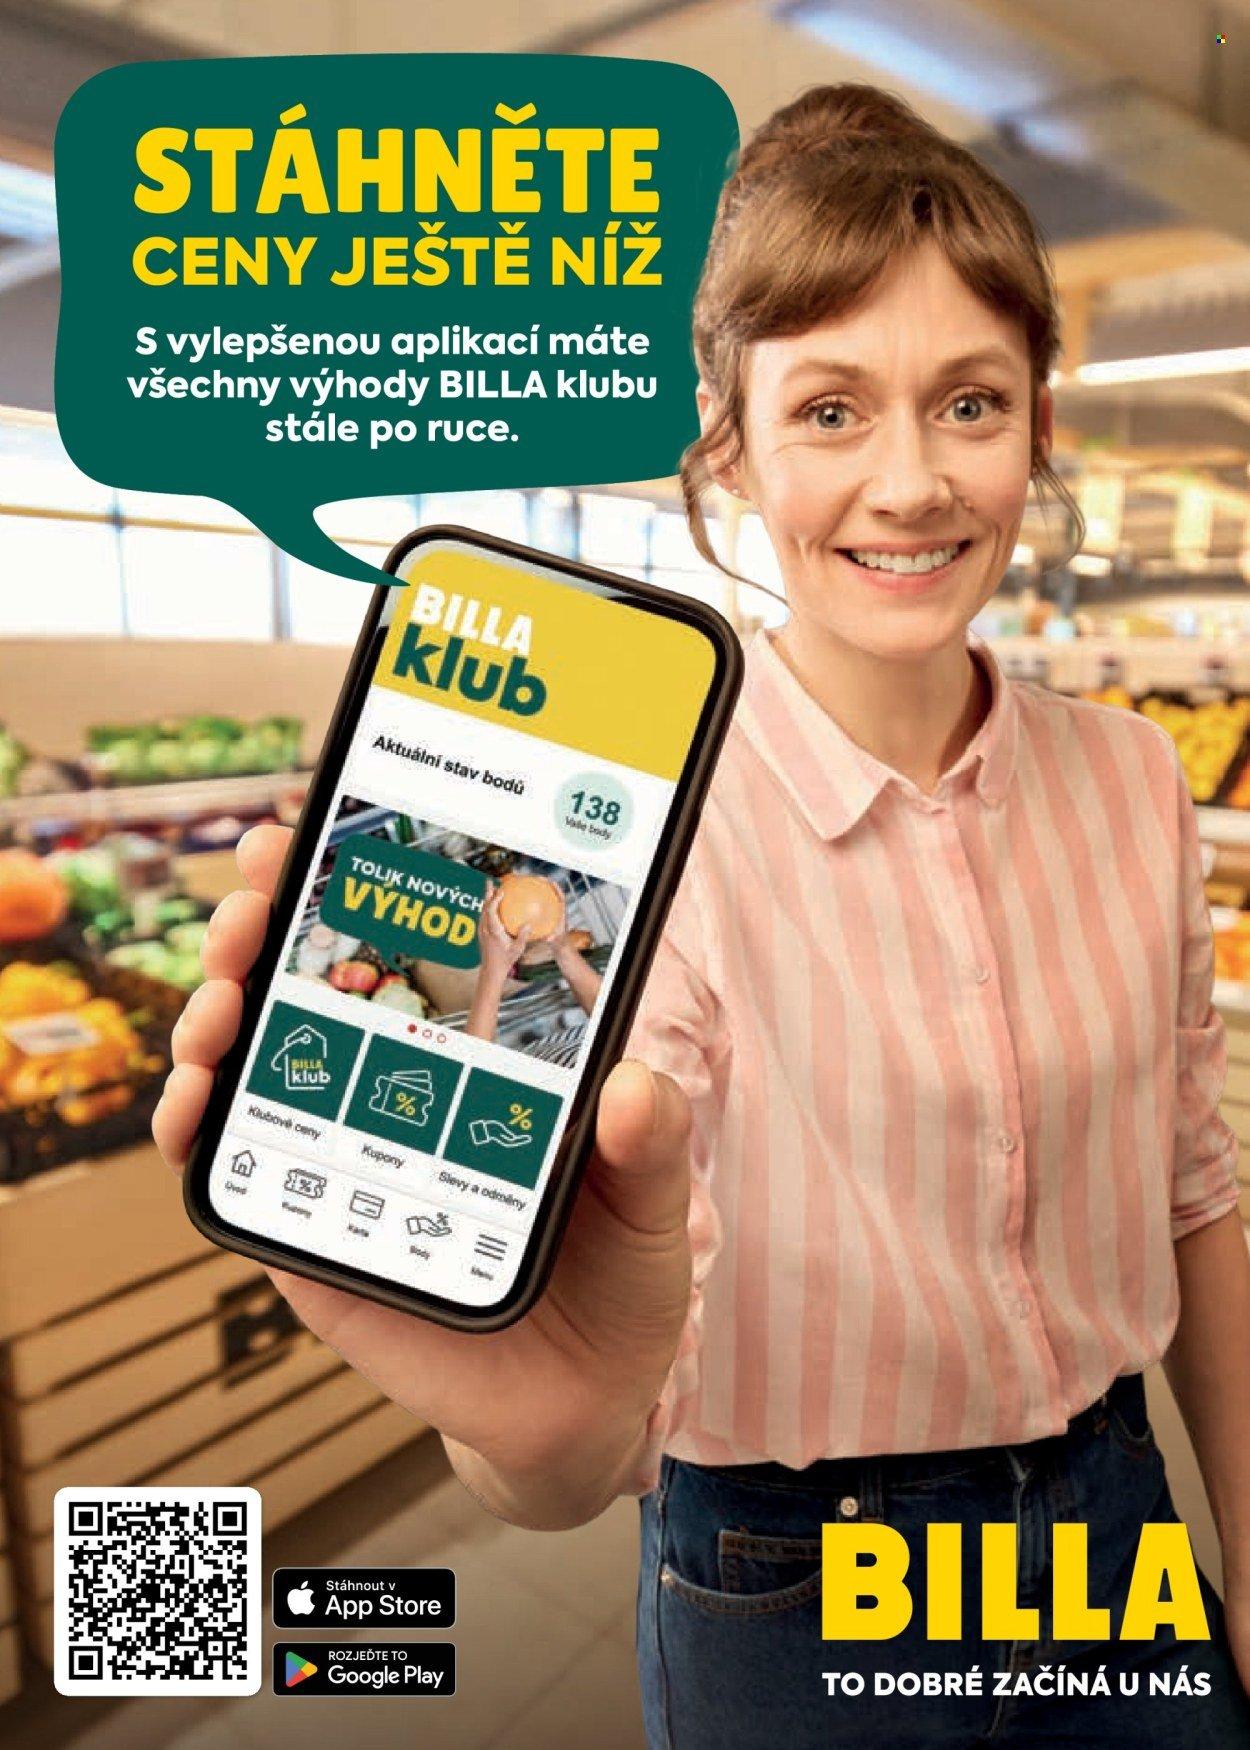 STÁHNĚTE
CENY JEŠTĚ NÍŽ
S vylepšenou aplikací máte
všechny výhody BILLA klubu
stále po ruce.
BILLA
klub
Aktuální stav bodů
138
Vaše body
TOLIK NOVÝCH
VÝHOD
BILLA
klub
Klubové ceny
Kupony
Slevy a odměny
Úvod
Kupony
Karta
Body
Menu
Stáhnout v
App Store
ROZJEĎTE TO
Google Play
BILLA
TO DOBRÉ ZAČÍNÁ U NÁS